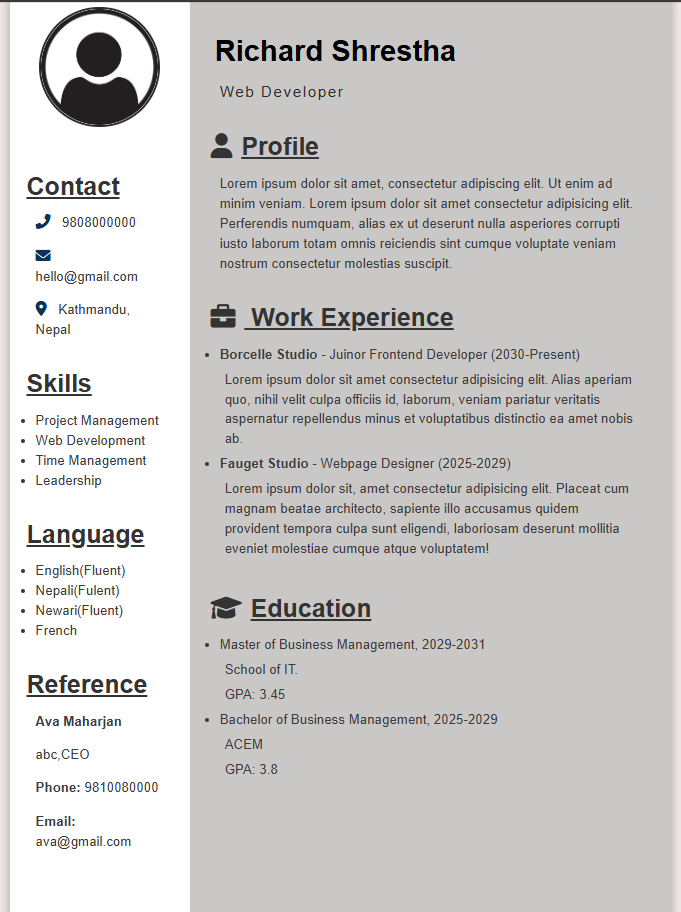 Richard Shrestha
Web Developer
Contact
9808000000
hello@gmail.com
Kathmandu,
Nepal
Skills
Project Management
Web Development
Time Management
Leadership
Language
English(Fluent)
Nepali(Fulent)
Newari(Fluent)
French
Reference
Ava Maharjan
abc,CEO
Phone: 9810080000
Email:
ava@gmail.com
Profile
Lorem ipsum dolor sit amet, consectetur adipiscing elit. Ut enim ad
minim veniam. Lorem ipsum dolor sit amet consectetur adipisicing elit.
Perferendis numquam, alias ex ut deserunt nulla asperiores corrupti
iusto laborum totam omnis reiciendis sint cumque voluptate veniam
nostrum consectetur molestias suscipit.
Work Experience
Borcelle Studio - Juinor Frontend Developer (2030-Present)
Lorem ipsum dolor sit amet consectetur adipisicing elit. Alias aperiam
quo, nihil velit culpa officiis id, laborum, veniam pariatur veritatis
aspernatur repellendus minus et voluptatibus distinctio ea amet nobis
ab.
Fauget Studio - Webpage Designer (2025-2029)
Lorem ipsum dolor sit, amet consectetur adipisicing elit. Placeat cum
magnam beatae architecto, sapiente illo accusamus quidem
provident tempora culpa sunt eligendi, laboriosam deserunt mollitia
eveniet molestiae cumque atque voluptatem!
Education
Master of Business Management, 2029-2031
School of IT.
GPA: 3.45
Bachelor of Business Management, 2025-2029
ACEM
GPA: 3.8